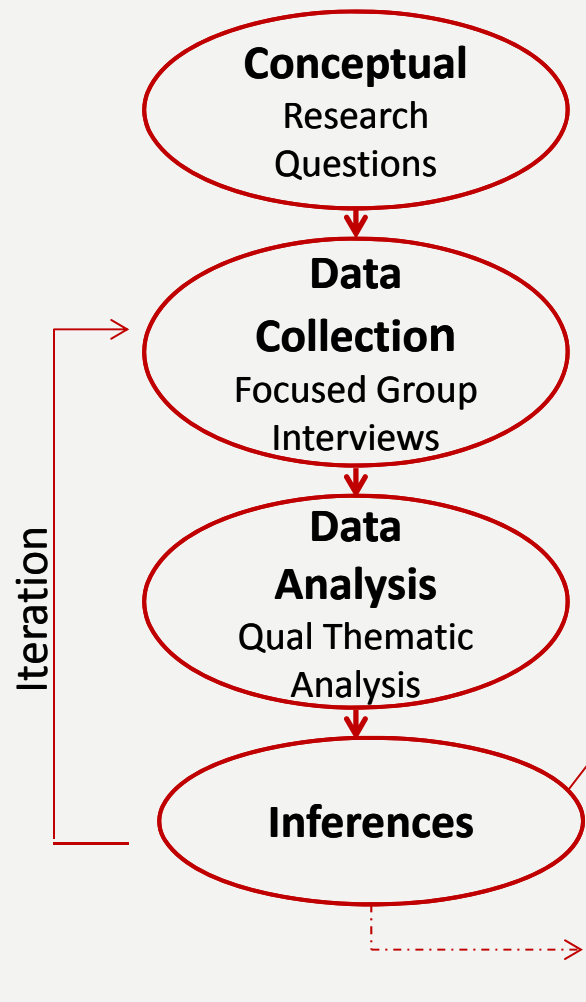 Conceptual
Research
Questions
Data
Collection
Focused Group
Interviews
Data
Analysis
Qual Thematic
Analysis
Inferences
Iteration